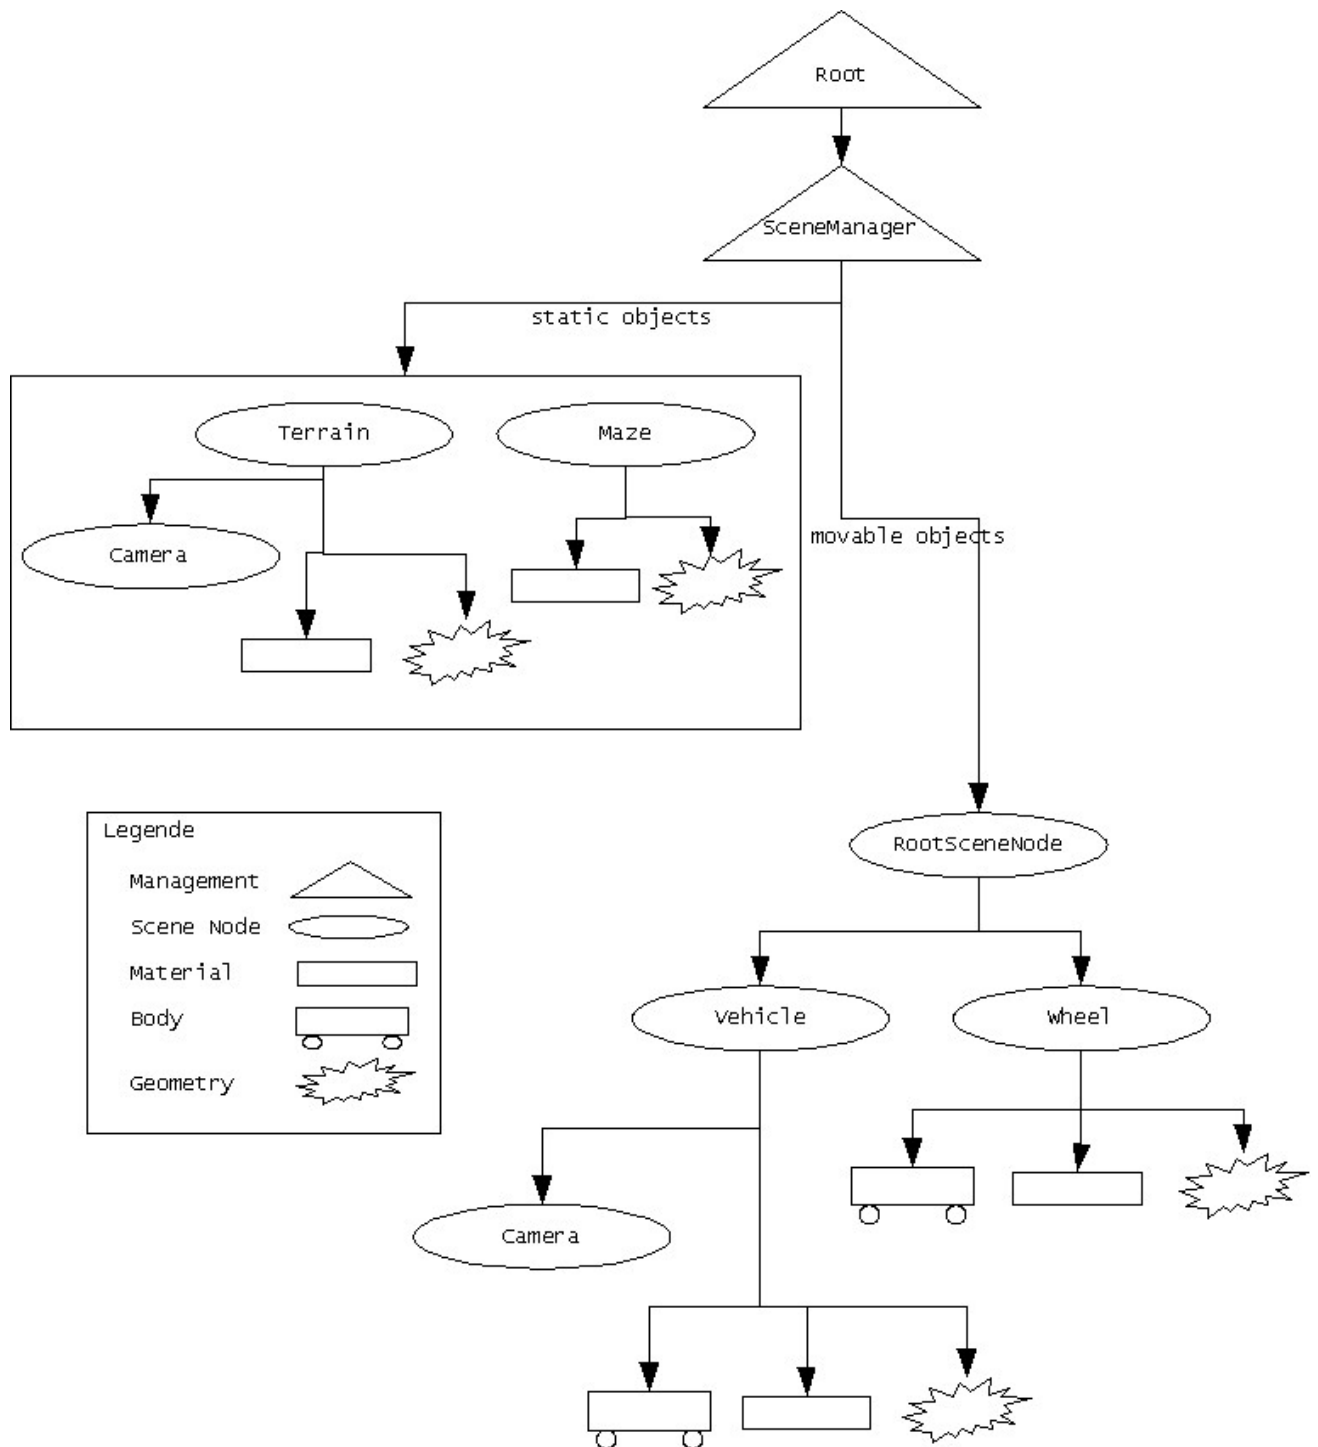 Root
SceneManager
static objects
Terrain
Maze
Camera
movable objects
Legende
Management
Scene Node
Material
Body
Geometry
RootSceneNode
Vehicle
Wheel
Camera